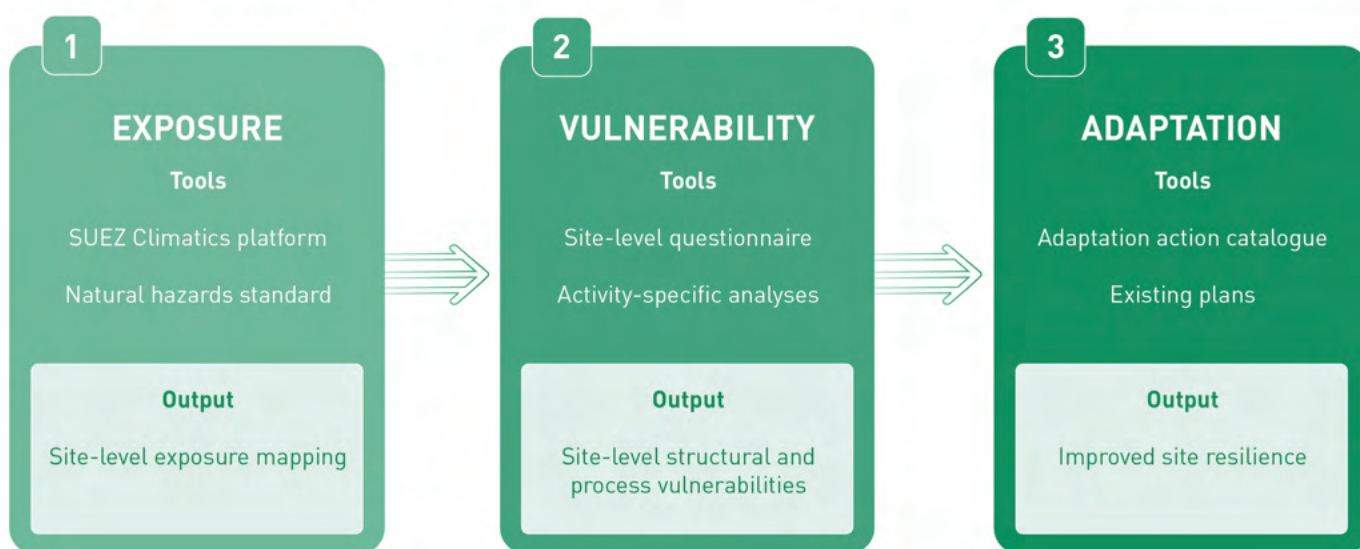 1
EXPOSURE
Tools
SUEZ Climatics platform
Natural hazards standard
Output
Site-level exposure mapping
2
VULNERABILITY
Tools
Site-level questionnaire
Activity-specific analyses
Output
Site-level structural and
process vulnerabilities
3
ADAPTATION
Tools
Adaptation action catalogue
Existing plans
Output
Improved site resilience